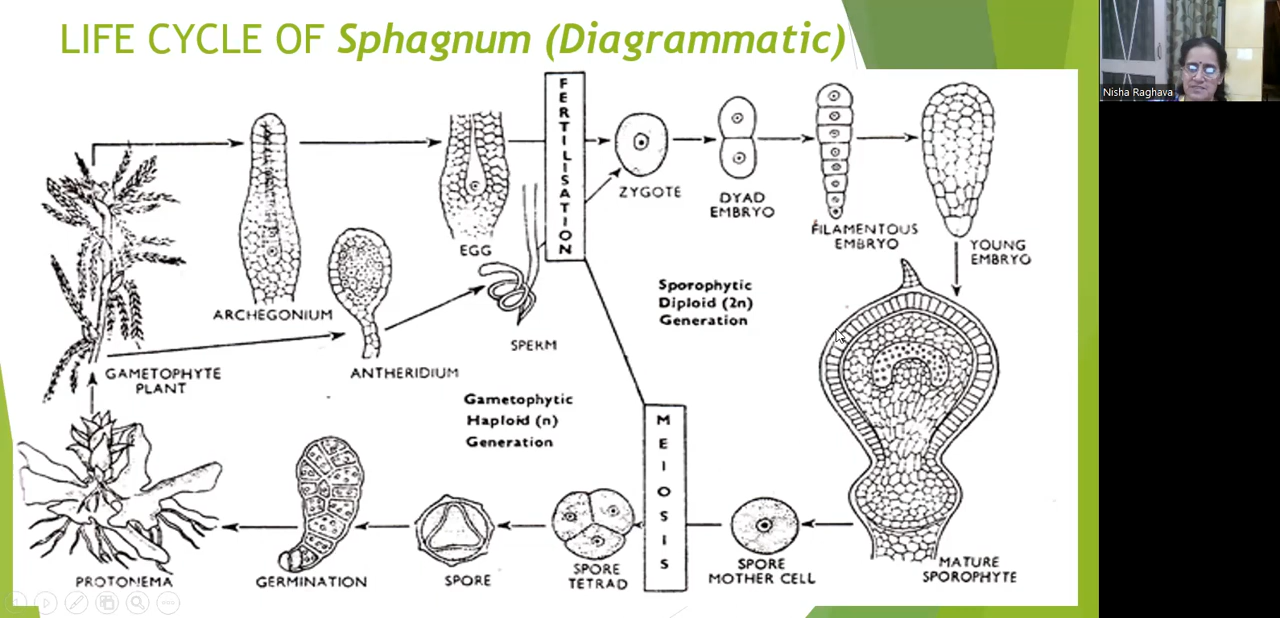 LIFE CYCLE OF Sphagnum (Diagrammatic)
Nisha Raghava
FERTILISATION
ZYGOTE
DYAD
EMBRYO
FILAMENTOUS
EMBRYO
YOUNG
EMBRYO
EGG
ARCHEGONIUM
SPERM
ANTHERIDIUM
GAMETOPHYTE
PLANT
Sporophytic
Diploid (2n)
Generation
Gametophytic
Haploid (n)
Generation
MEIOSIS
MATURE
SPOROPHYTE
SPORE
MOTHER CELL
SPORE
TETRAD
SPORE
GERMINATION
PROTONEMA